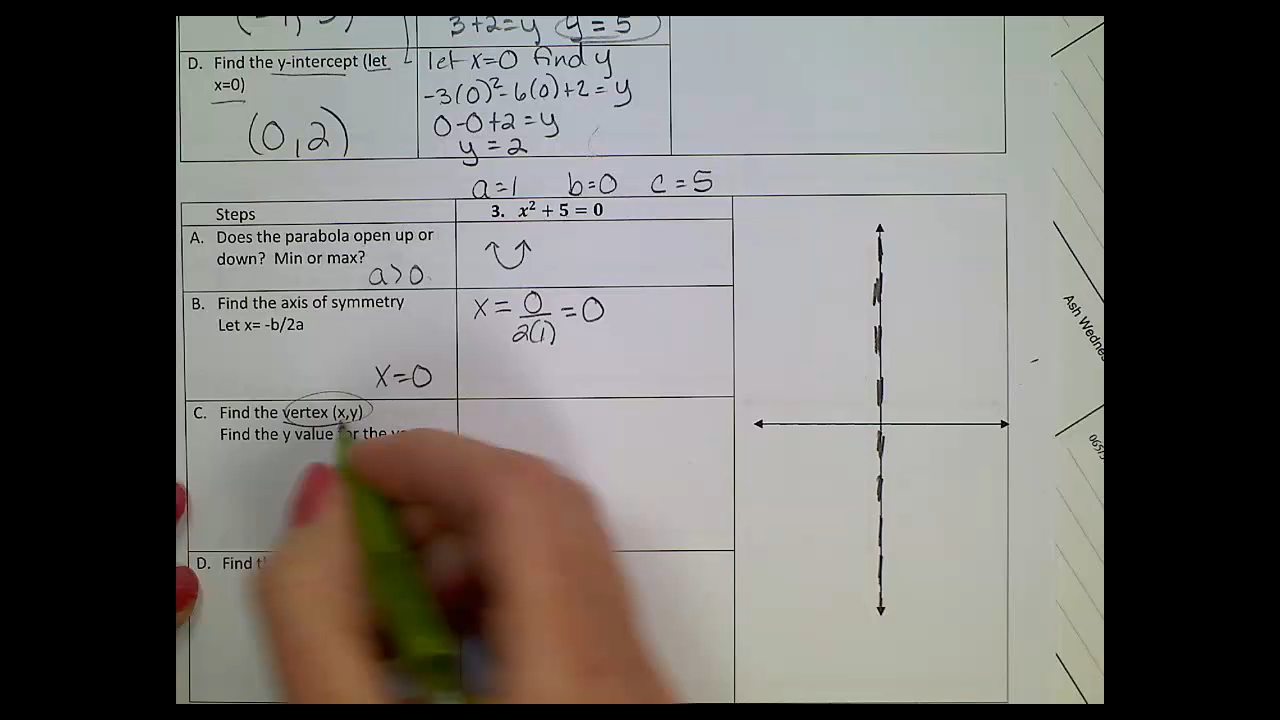 3+2=y y=5
D. Find the y-intercept (let
x=0)
(0,2)
let x=0 find y
-3(0)²-6(0)+2=y
0-0+2=y
y=2
a=1 b=0 c=5
Steps
3. x² + 5 = 0
A. Does the parabola open up or
down? Min or max?
a>0
B. Find the axis of symmetry
Let x= -b/2a
x=0
x = 0/2(1) = 0
C. Find the vertex (x,y)
Find the y value for the
D. Find
Ash Wednes